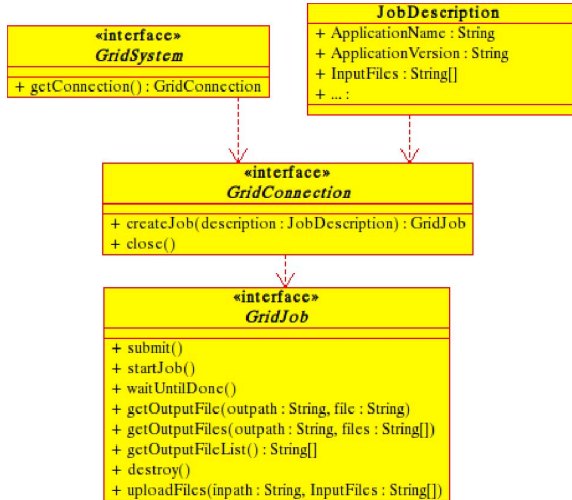 «interface»
GridSystem
+ getConnection() : GridConnection
JobDescription
+ ApplicationName : String
+ ApplicationVersion : String
+ InputFiles : String[]
+ ... :
«interface»
GridConnection
+ createJob(description : JobDescription) : GridJob
+ close()
«interface»
GridJob
+ submit()
+ startJob()
+ waitUntilDone()
+ getOutputFile(outpath : String, file : String)
+ getOutputFiles(outpath : String, files : String[])
+ getOutputFileList() : String[]
+ destroy()
+ uploadFiles(inpath : String, InputFiles : String[])